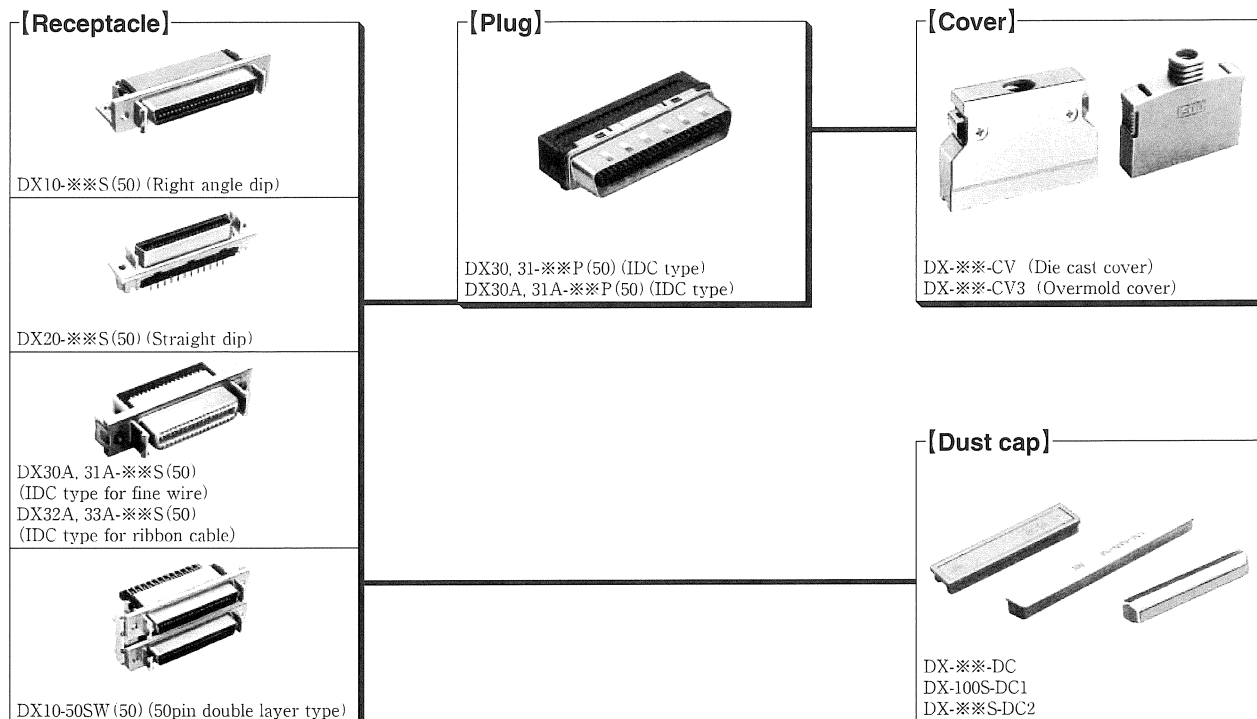 【Receptacle】
DX10-※※S(50) (Right angle dip)
DX20-※※S(50) (Straight dip)
DX30A, 31A-※※S(50)
(IDC type for fine wire)
DX32A, 33A-※※S(50)
(IDC type for ribbon cable)
DX10-50SW(50) (50pin double layer type)
【Plug】
DX30, 31-※※P(50) (IDC type)
DX30A, 31A-※※P(50) (IDC type)
【Cover】
DX-※※-CV (Die cast cover)
DX-※※-CV3 (Overmold cover)
【Dust cap】
DX-※※-DC
DX-100S-DC1
DX-※※S-DC2